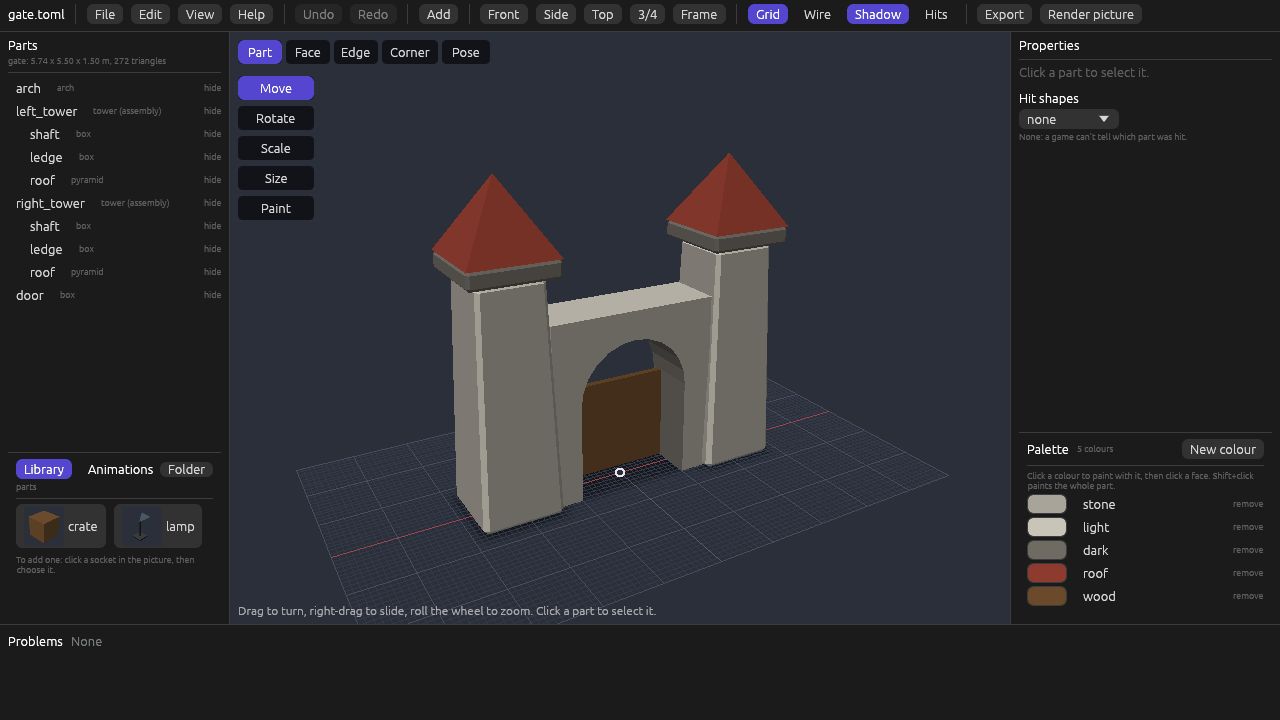 gate.toml File Edit View Help Undo Redo Add Front Side Top 3/4 Frame Grid Wire Shadow Hits Export Render picture
Parts
gate: 5.74 x 5.50 x 1.50 m, 272 triangles
arch arch hide
left_tower tower (assembly) hide
shaft box hide
ledge box hide
roof pyramid hide
right_tower tower (assembly) hide
shaft box hide
ledge box hide
roof pyramid hide
door box hide
Library Animations Folder
parts
crate lamp
To add one: click a socket in the picture, then
choose it.
Part Face Edge Corner Pose
Move
Rotate
Scale
Size
Paint
Drag to turn, right-drag to slide, roll the wheel to zoom. Click a part to select it.
Properties
Click a part to select it.
Hit shapes
none
None: a game can't tell which part was hit.
Palette 5 colours New colour
Click a colour to paint with it, then click a face. Shift+click
paints the whole part.
stone remove
light remove
dark remove
roof remove
wood remove
Problems None